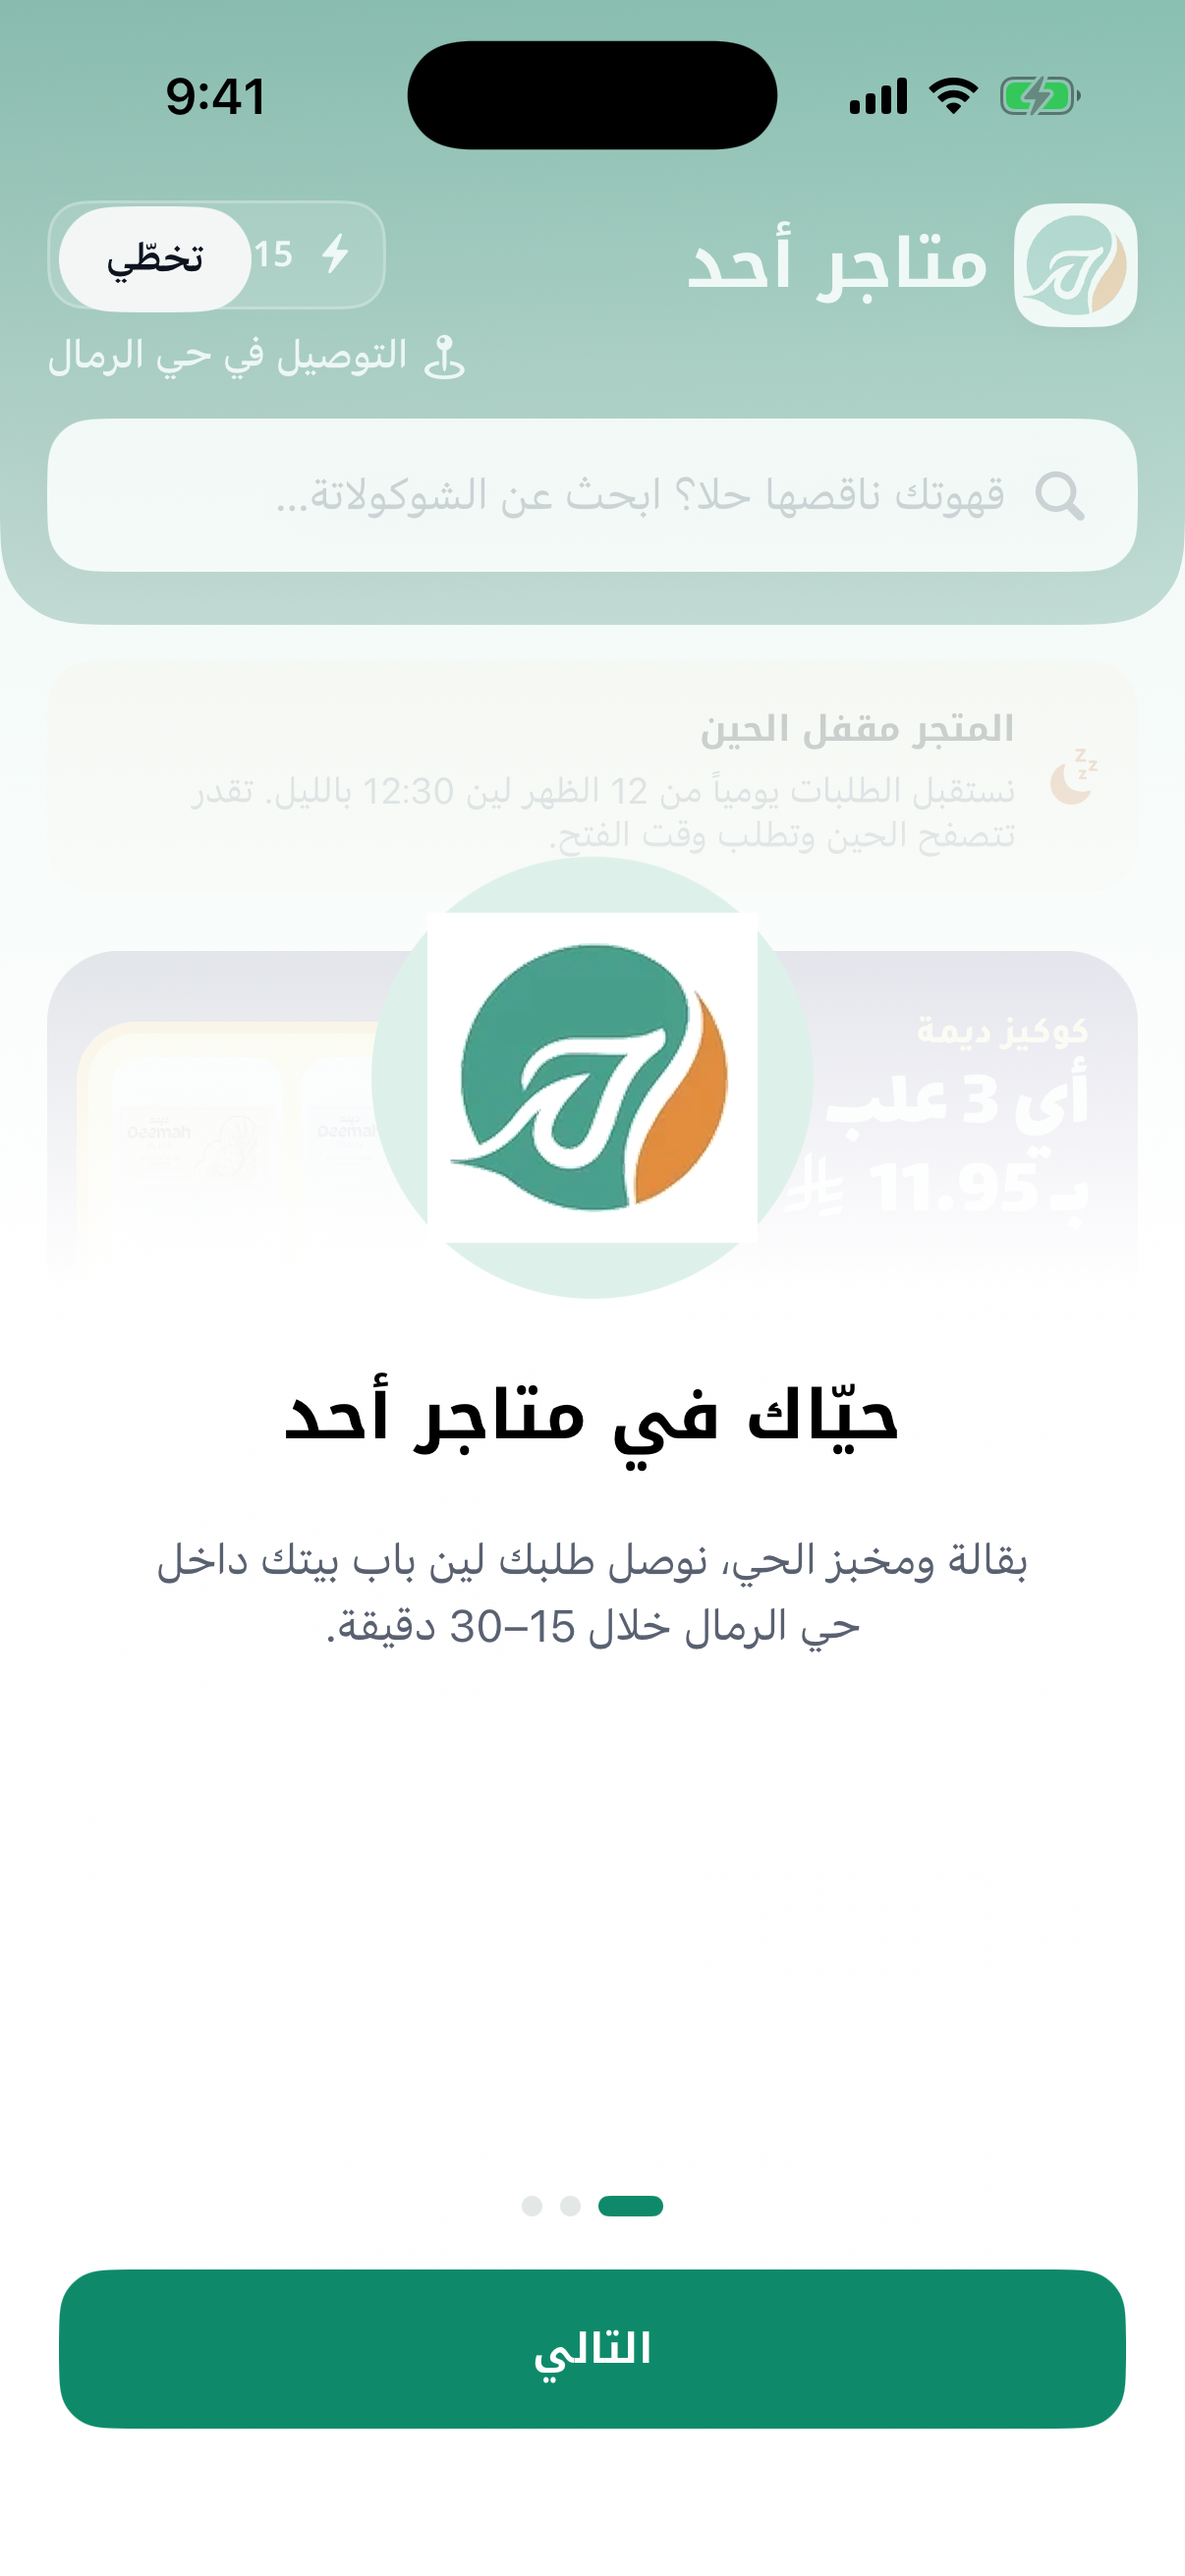 9:41
متاجر أحد
15
تخطّي
التوصيل في حي الرمال
قهوتك ناقصها حلا؟ ابحث عن الشوكولاتة...
المتجر مقفل الحين
نستقبل الطلبات يومياً من 12 الظهر لين 12:30 بالليل. تقدر
تتصفح الحين وتطلب وقت الفتح.
كوكيز ديمة
أي 3 علب
بـ 11.95
Deemah
Deemah
حيّاك في متاجر أحد
بقالة ومخبز الحي، نوصل طلبك لين باب بيتك داخل
حي الرمال خلال 15–30 دقيقة.
التالي